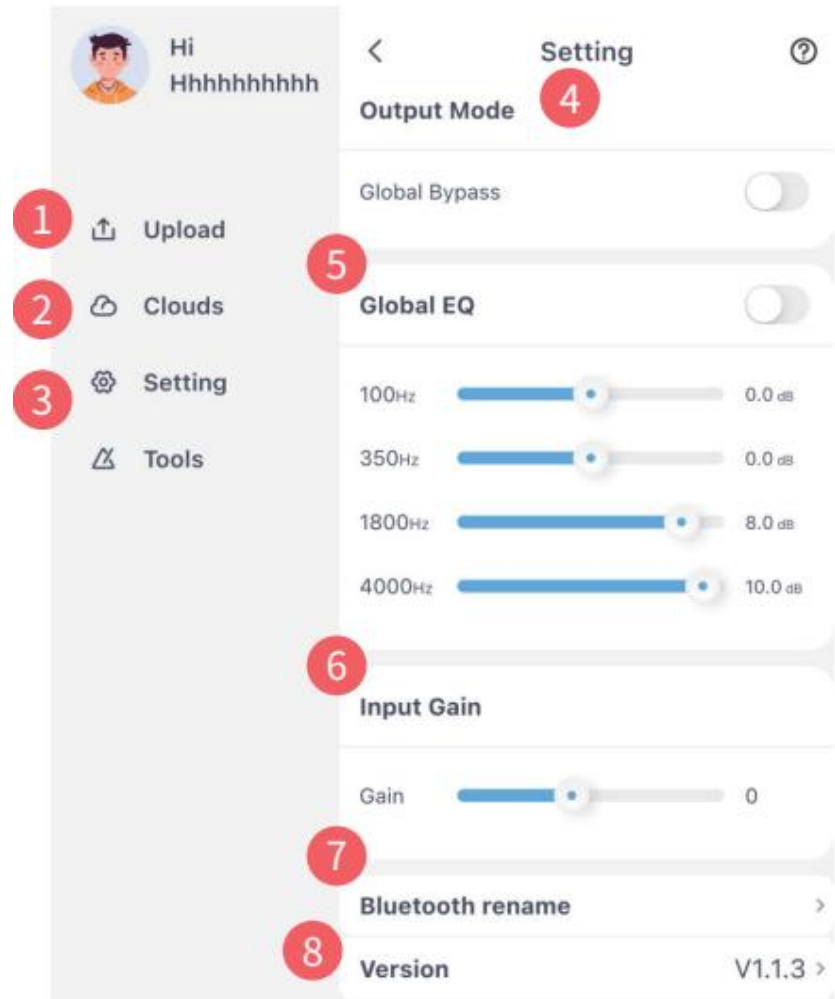 Hi
Hhhhhhhhhh
1 Upload
2 Clouds
3 Setting
Tools
Setting
4
Output Mode
Global Bypass
5
Global EQ
100Hz 0.0 dB
350Hz 0.0 dB
1800Hz 8.0 dB
4000Hz 10.0 dB
6
Input Gain
Gain 0
7
Bluetooth rename
8
Version V1.1.3